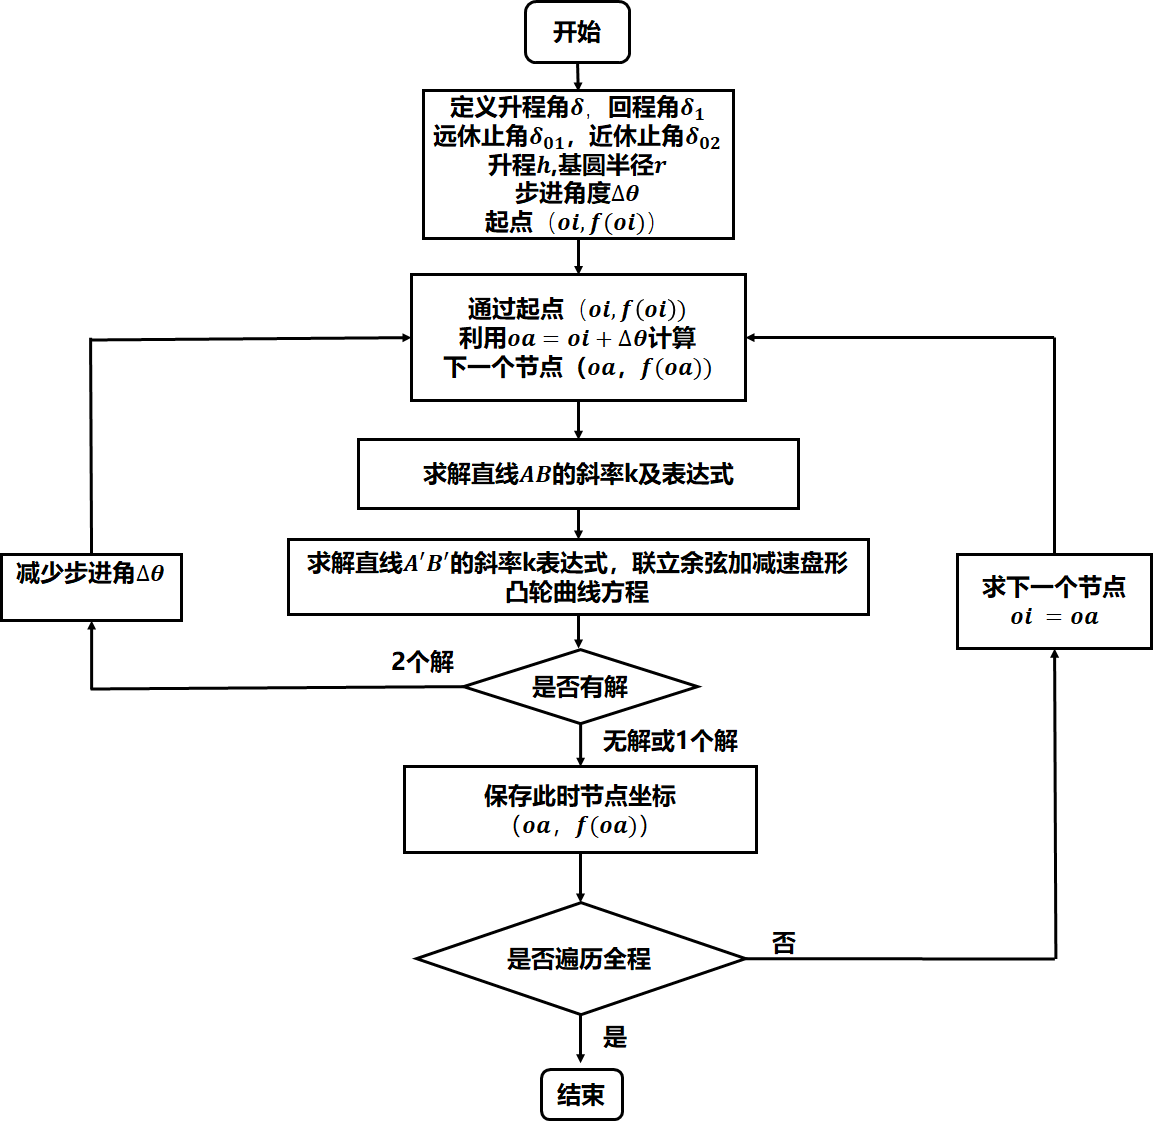 开始
定义升程角δ，回程角δ₁
远休止角δ₀₁，近休止角δ₀₂
升程h,基圆半径r
步进角度Δθ
起点（oi,f(oi)）
通过起点（oi,f(oi)）
利用oa = oi + Δθ计算
下一个节点（oa，f(oa)）
求解直线AB的斜率k及表达式
求解直线A′B′的斜率k表达式，联立余弦加减速盘形
凸轮曲线方程
减少步进角Δθ
求下一个节点
oi = oa
2个解
是否有解
无解或1个解
保存此时节点坐标
（oa，f(oa)）
是否遍历全程
否
是
结束